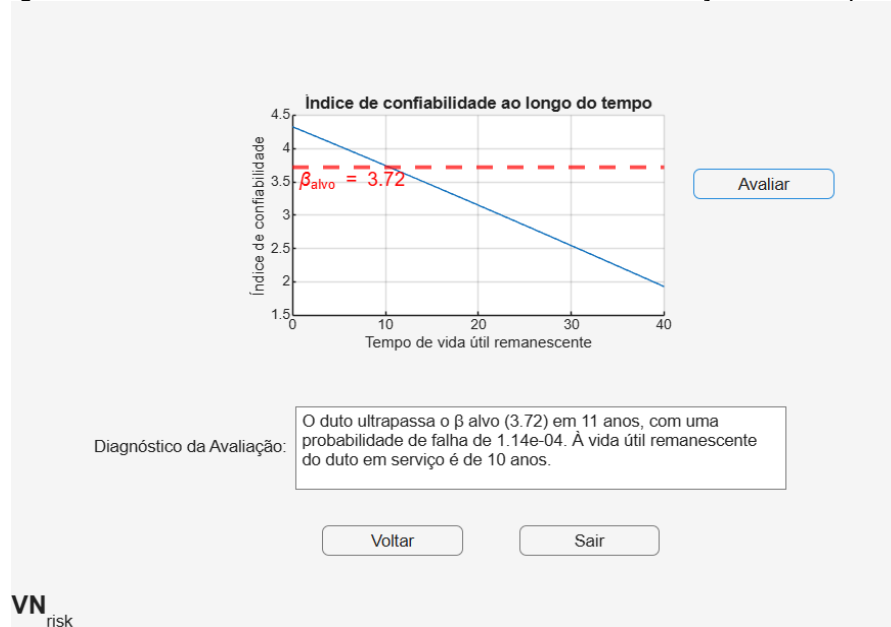 Índice de confiabilidade ao longo do tempo
4.5
4
3.5
3
2.5
2
1.5
Índice de confiabilidade
β alvo = 3.72
0 10 20 30 40
Tempo de vida útil remanescente
Avaliar
Diagnóstico da Avaliação:
O duto ultrapassa o β alvo (3.72) em 11 anos, com uma
probabilidade de falha de 1.14e-04. À vida útil remanescente
do duto em serviço é de 10 anos.
Voltar Sair
VN risk